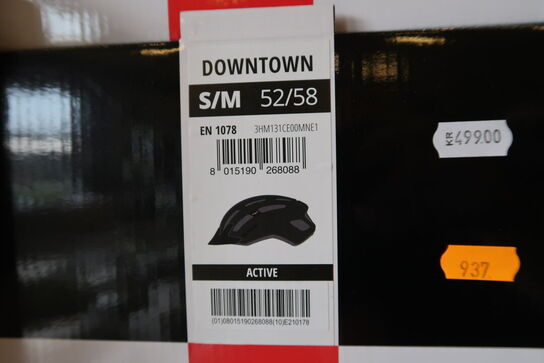 DOWNTOWN
S/M 52/58
EN 1078 3HM131CE00MNE1
8 015190 268088
ACTIVE
(01)08015190268088(10)E210178
KR 499.00
937.